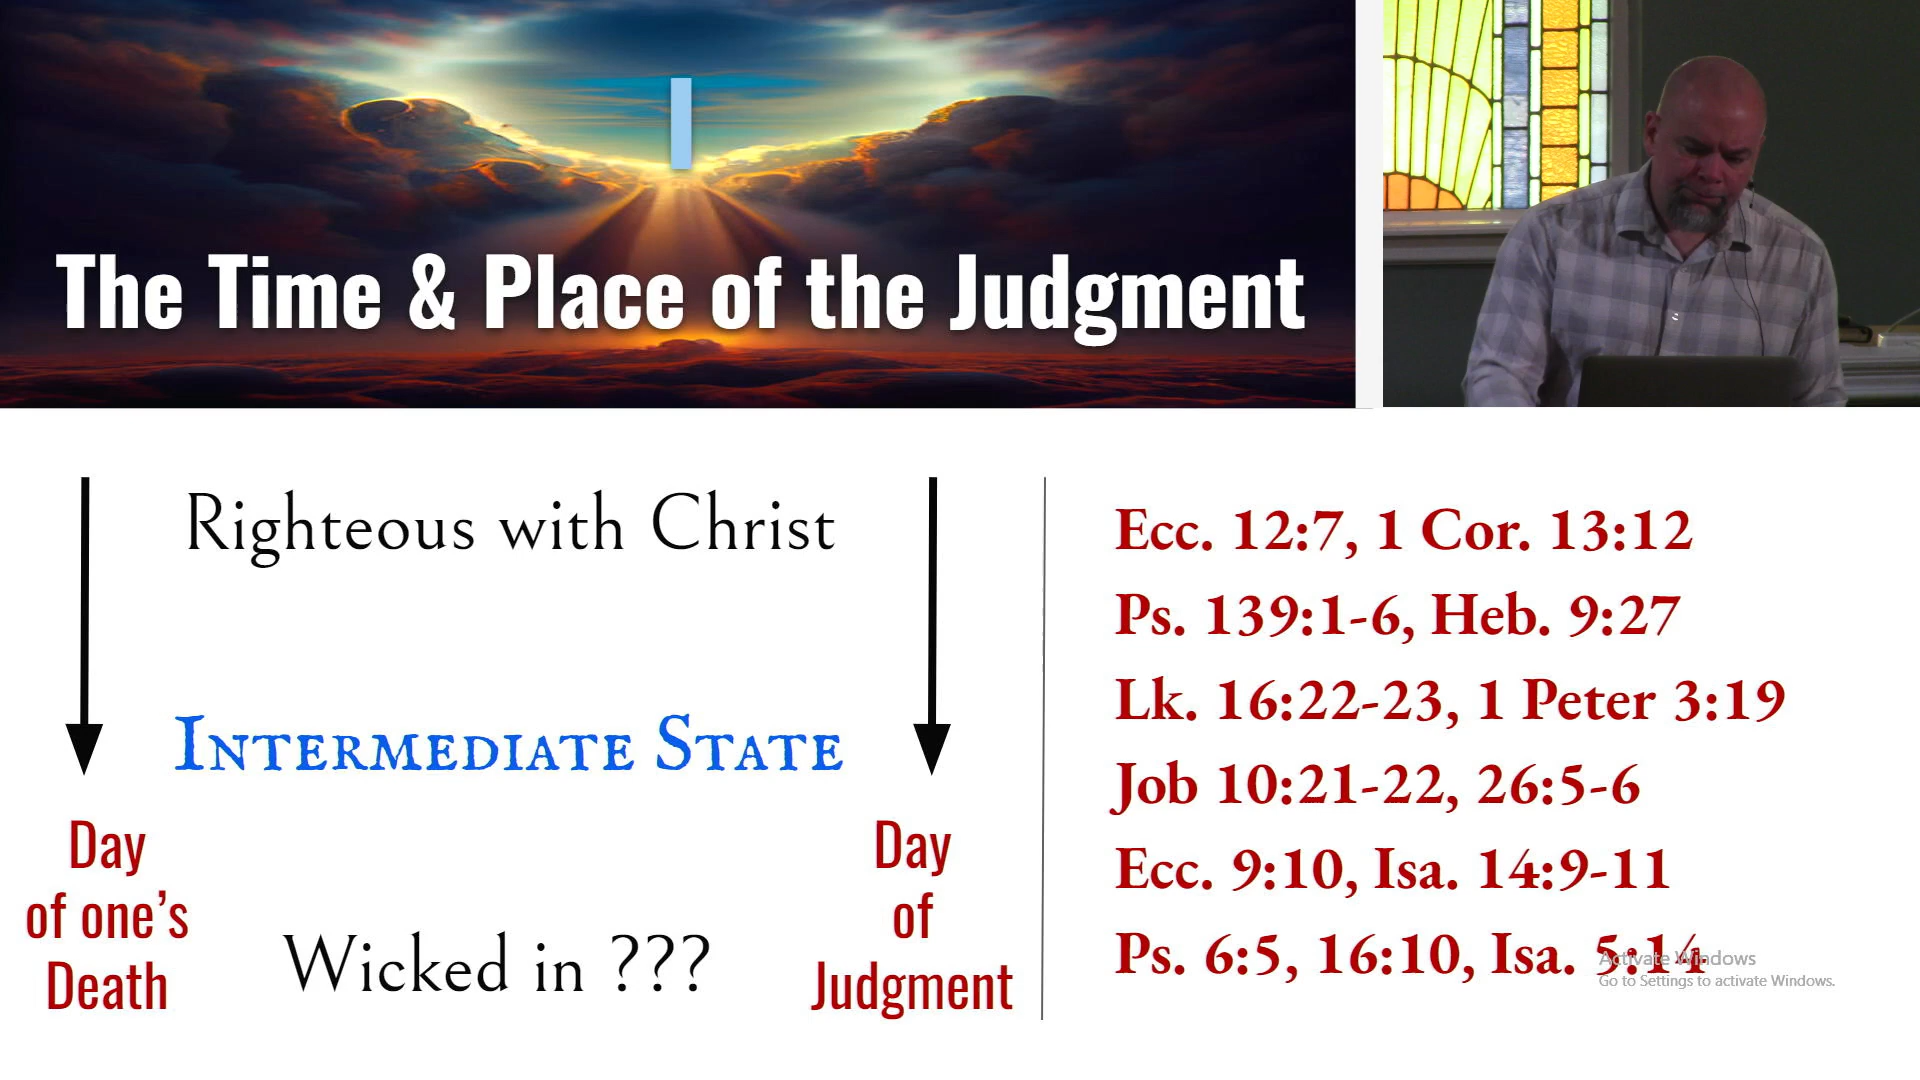 I
The Time & Place of the Judgment
Righteous with Christ
Intermediate State
Day
of one's
Death
Wicked in ???
Day
of
Judgment
Ecc. 12:7, 1 Cor. 13:12
Ps. 139:1-6, Heb. 9:27
Lk. 16:22-23, 1 Peter 3:19
Job 10:21-22, 26:5-6
Ecc. 9:10, Isa. 14:9-11
Ps. 6:5, 16:10, Isa. 5:14
Activate Windows
Go to Settings to activate Windows.